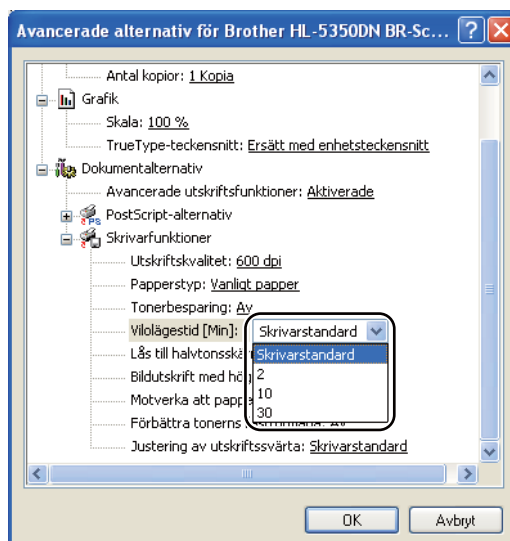 Avancerade alternativ för Brother HL-5350DN BR-Sc...
Antal kopior: 1 Kopia
Grafik
Skala: 100 %
TrueType-teckensnitt: Ersätt med enhetsteckensnitt
Dokumentalternativ
Avancerade utskriftsfunktioner: Aktiverade
PostScript-alternativ
Skrivarfunktioner
Utskriftskvalitet: 600 dpi
Papperstyp: Vanligt papper
Tonerbesparing: Av
Vilolägestid [Min]: Skrivarstandard
Lås till halvtonsskär Skrivarstandard
Bildutskrift med hög 2
Motverka att pappe 10
30
Förbättra tonerns
Justering av utskriftssvärta: Skrivarstandard
OK Avbryt